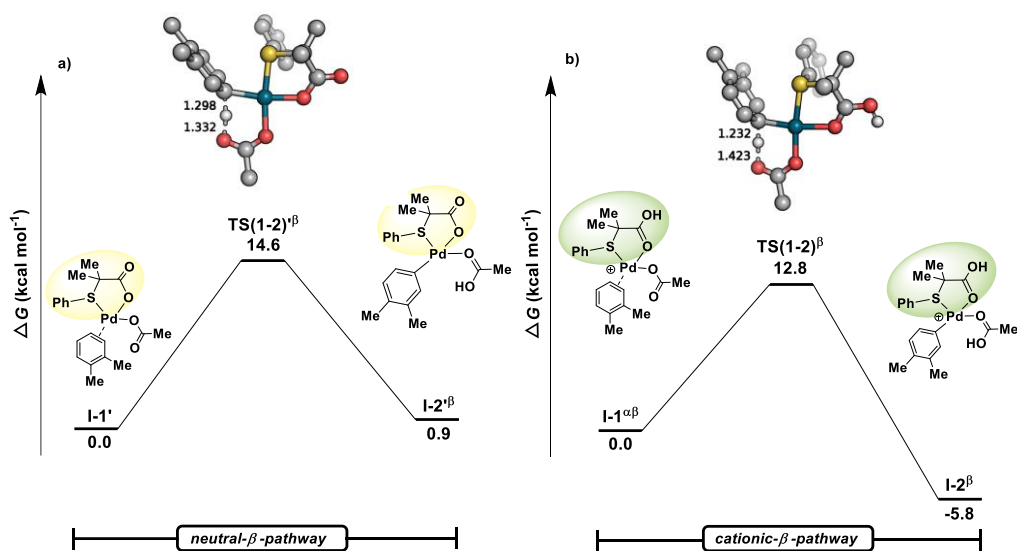 a)
1.298
1.332
△G (kcal mol⁻¹)
TS(1-2)'β
14.6
Me
Me
O
O
Ph
S
Pd
O
Me
O
Me
Me
I-1'
0.0
Me
Me
O
Ph
S
O
Pd
O
Me
HO
Me
Me
I-2'β
0.9
neutral-β-pathway
b)
1.232
1.423
△G (kcal mol⁻¹)
TS(1-2)β
12.8
Me
Me
OH
Ph
S
O
⊕
Pd
O
Me
O
Me
Me
I-1αβ
0.0
Me
Me
OH
Ph
S
O
⊕
Pd
O
Me
HO
Me
Me
I-2β
-5.8
cationic-β-pathway